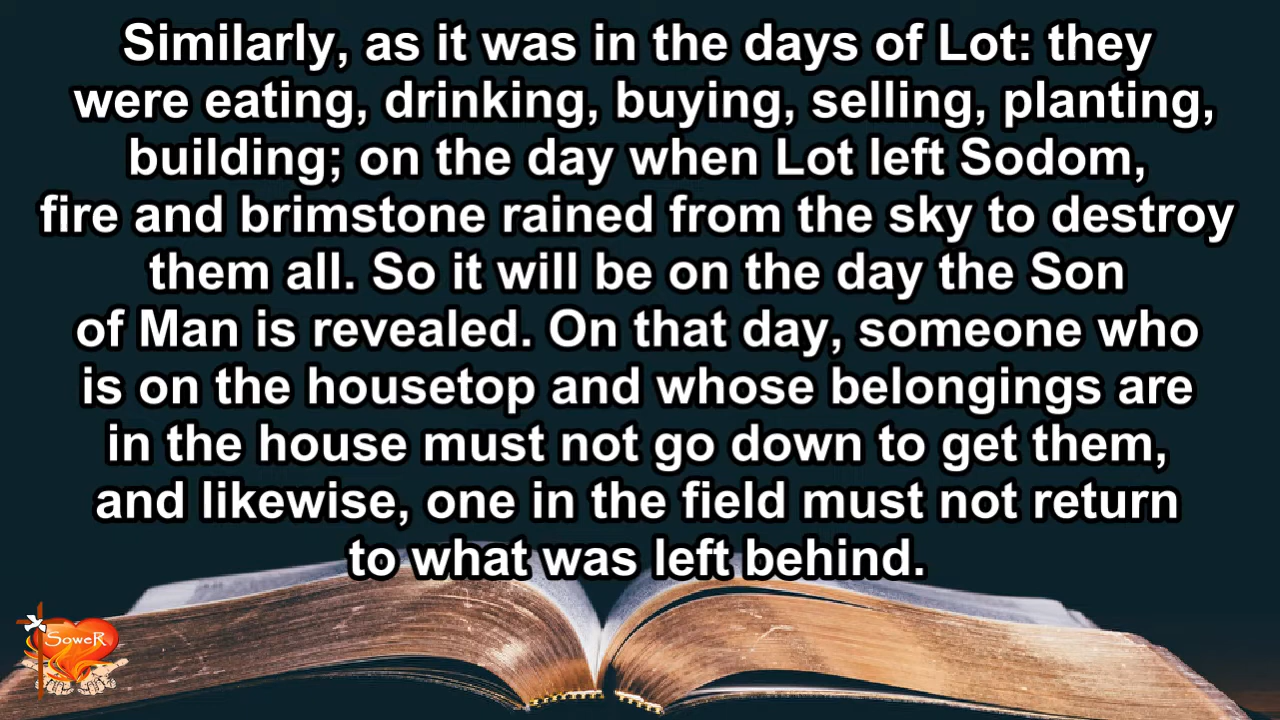 Similarly, as it was in the days of Lot: they
were eating, drinking, buying, selling, planting,
building; on the day when Lot left Sodom,
fire and brimstone rained from the sky to destroy
them all. So it will be on the day the Son
of Man is revealed. On that day, someone who
is on the housetop and whose belongings are
in the house must not go down to get them,
and likewise, one in the field must not return
to what was left behind.
SoweR